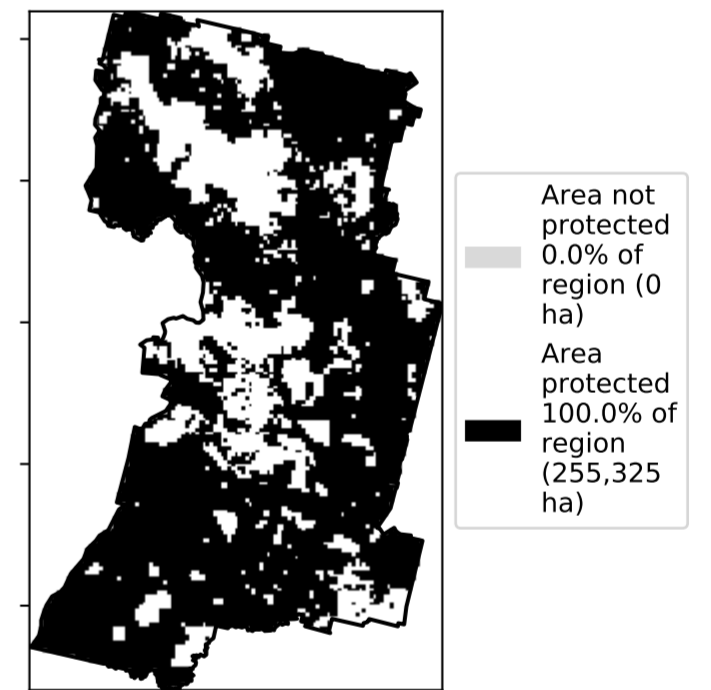 Area not
protected
0.0% of
region (0
ha)
Area
protected
100.0% of
region
(255,325
ha)